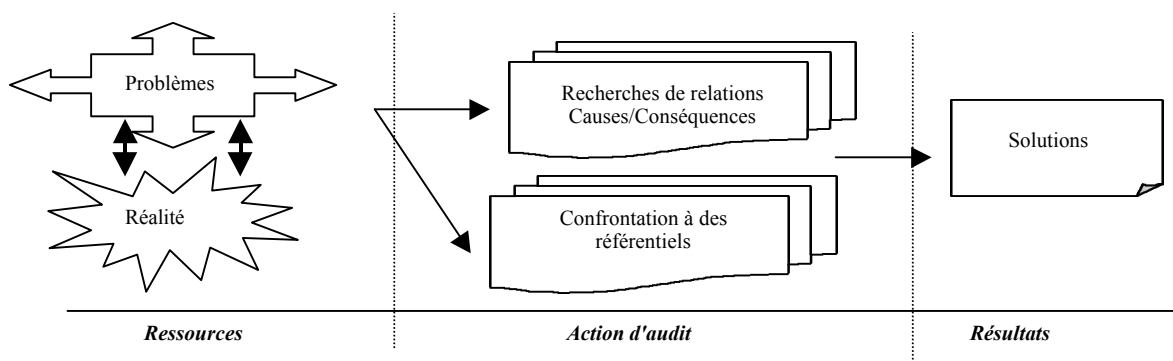 Problèmes
Réalité
Recherches de relations
Causes/Conséquences
Confrontation à des
référentiels
Solutions
Ressources
Action d'audit
Résultats